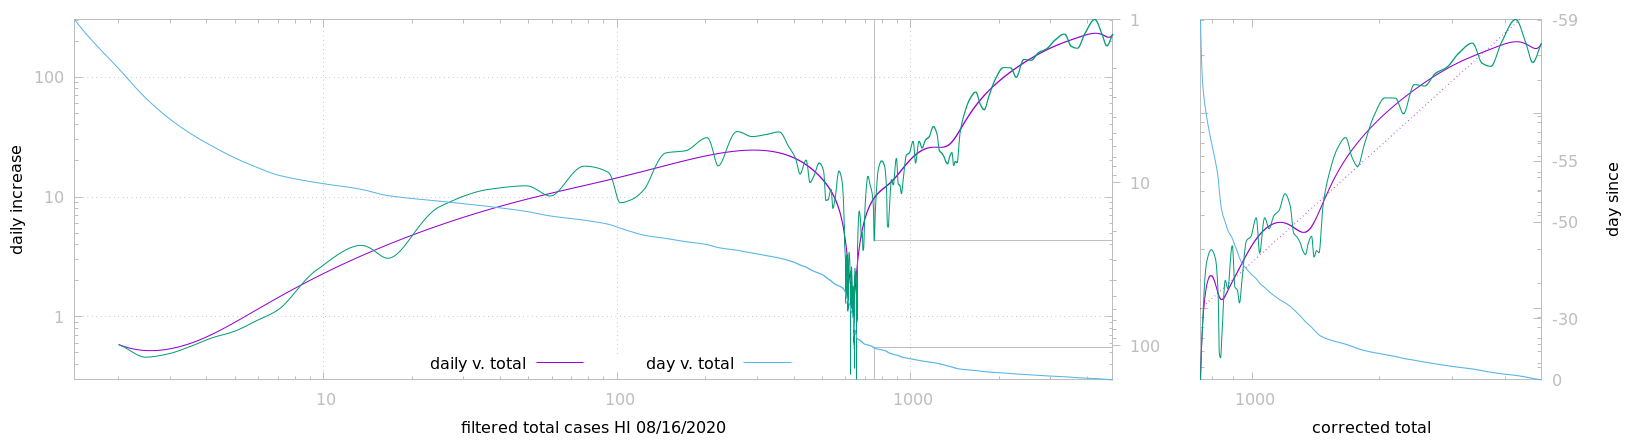 1
-59
100
daily increase
10
-55
10
-50
day since
1
-30
daily v. total
day v. total
100
0
10
100
1000
1000
filtered total cases HI 08/16/2020
corrected total